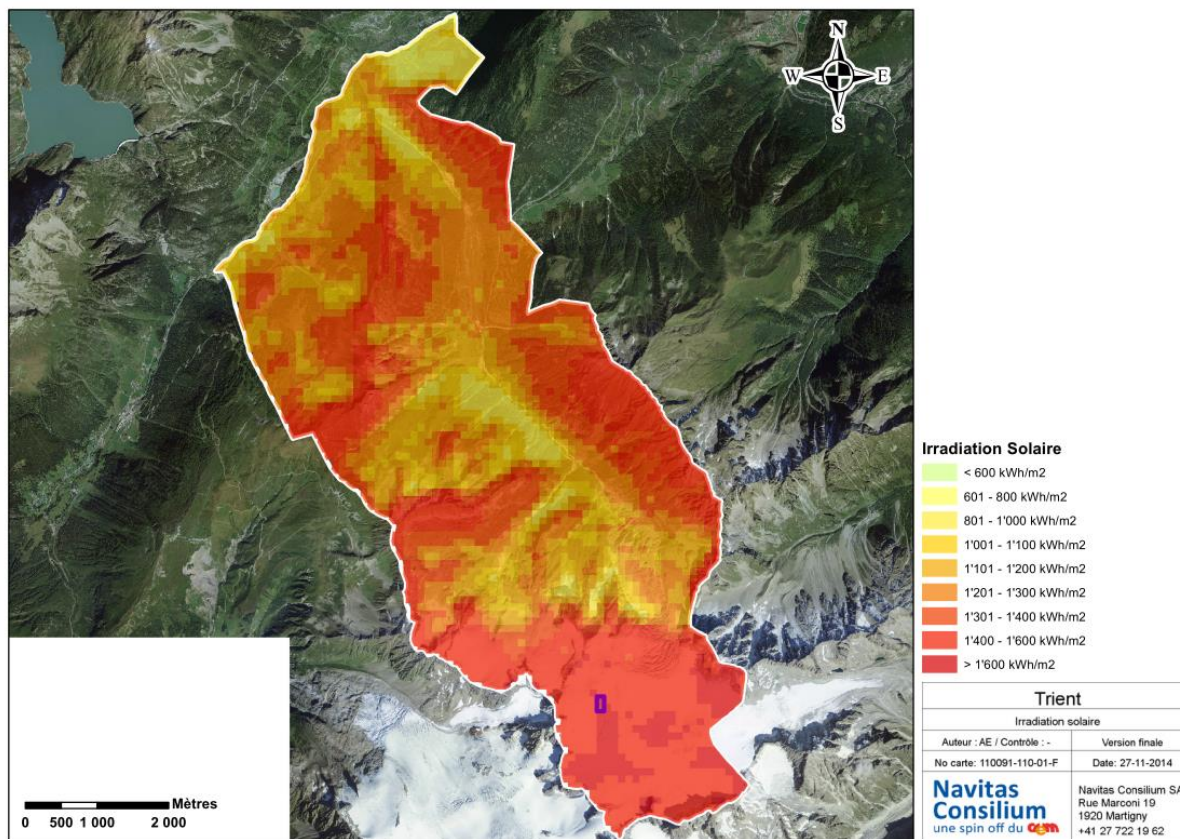 N
W E
S
Mètres
0 500 1 000 2 000
Irradiation Solaire
< 600 kWh/m2
601 - 800 kWh/m2
801 - 1'000 kWh/m2
1'001 - 1'100 kWh/m2
1'101 - 1'200 kWh/m2
1'201 - 1'300 kWh/m2
1'301 - 1'400 kWh/m2
1'400 - 1'600 kWh/m2
> 1'600 kWh/m2
Trient
Irradiation solaire
Auteur : AE / Contrôle : -
Version finale
No carte: 110091-110-01-F
Date: 27-11-2014
Navitas
Consilium
une spin off du
Navitas Consilium SA
Rue Marconi 19
1920 Martigny
+41 27 722 19 62